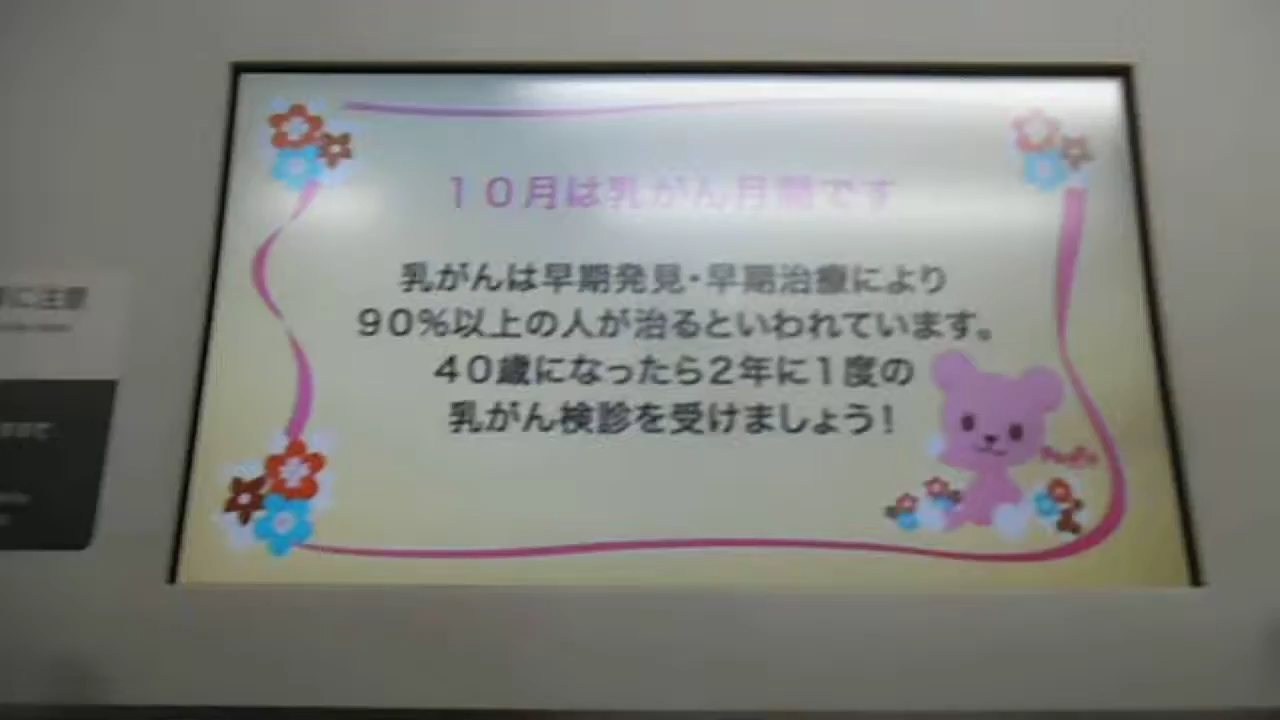 10月は乳がん月間です
乳がんは早期発見・早期治療により
90％以上の人が治るといわれています。
40歳になったら2年に1度の
乳がん検診を受けましょう！
に注意